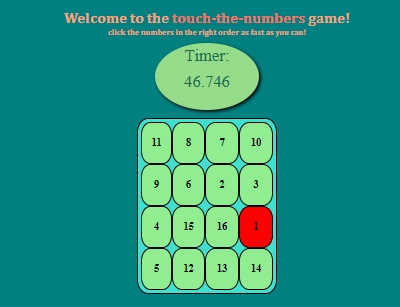 Welcome to the touch-the-numbers game!
click the numbers in the right order as fast as you can!
Timer:
46.746
11 8 7 10
9 6 2 3
4 15 16 1
5 12 13 14